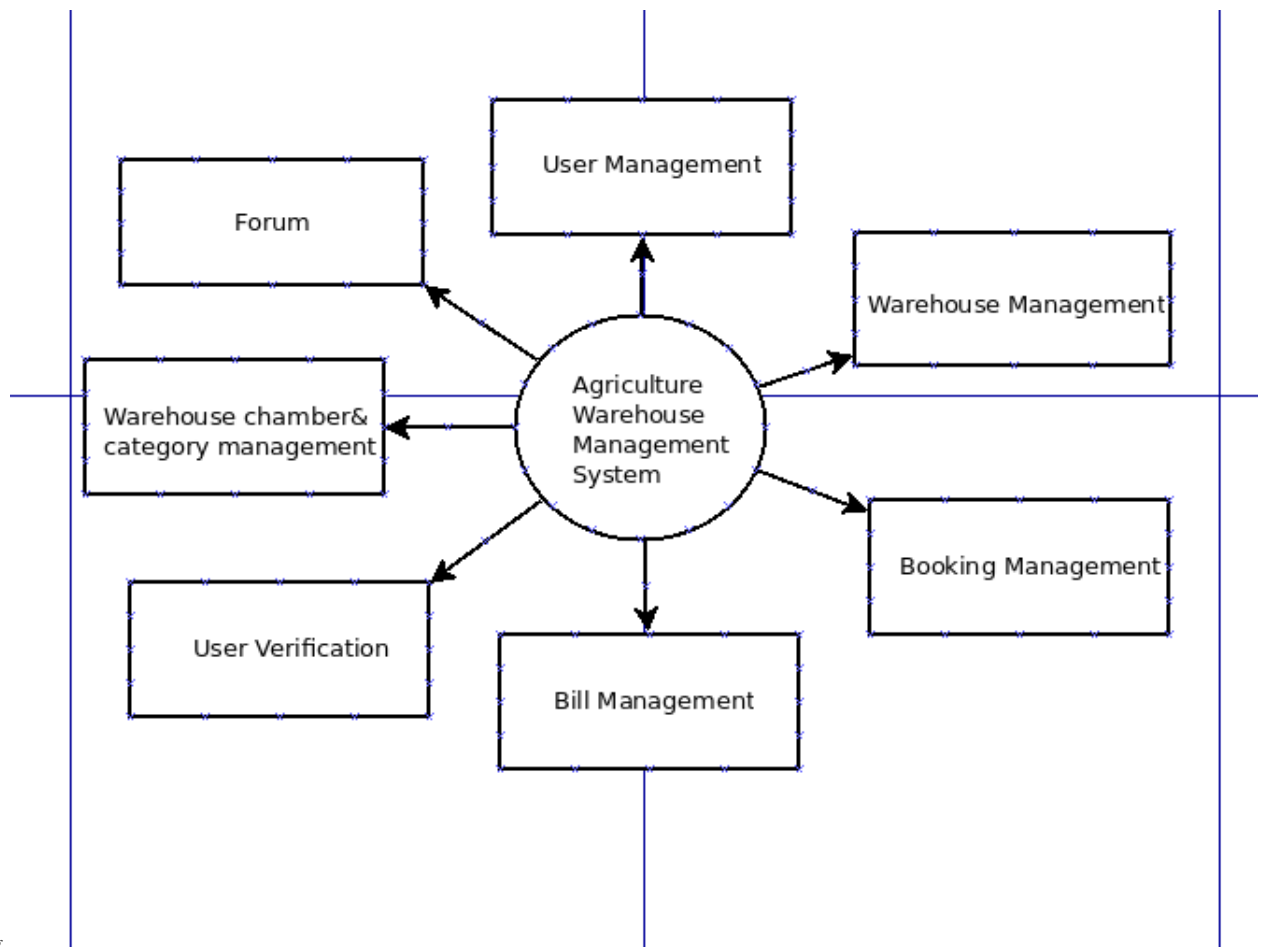 User Management
Forum
Warehouse Management
Agriculture
Warehouse
Management
System
Warehouse chamber&
category management
Booking Management
User Verification
Bill Management